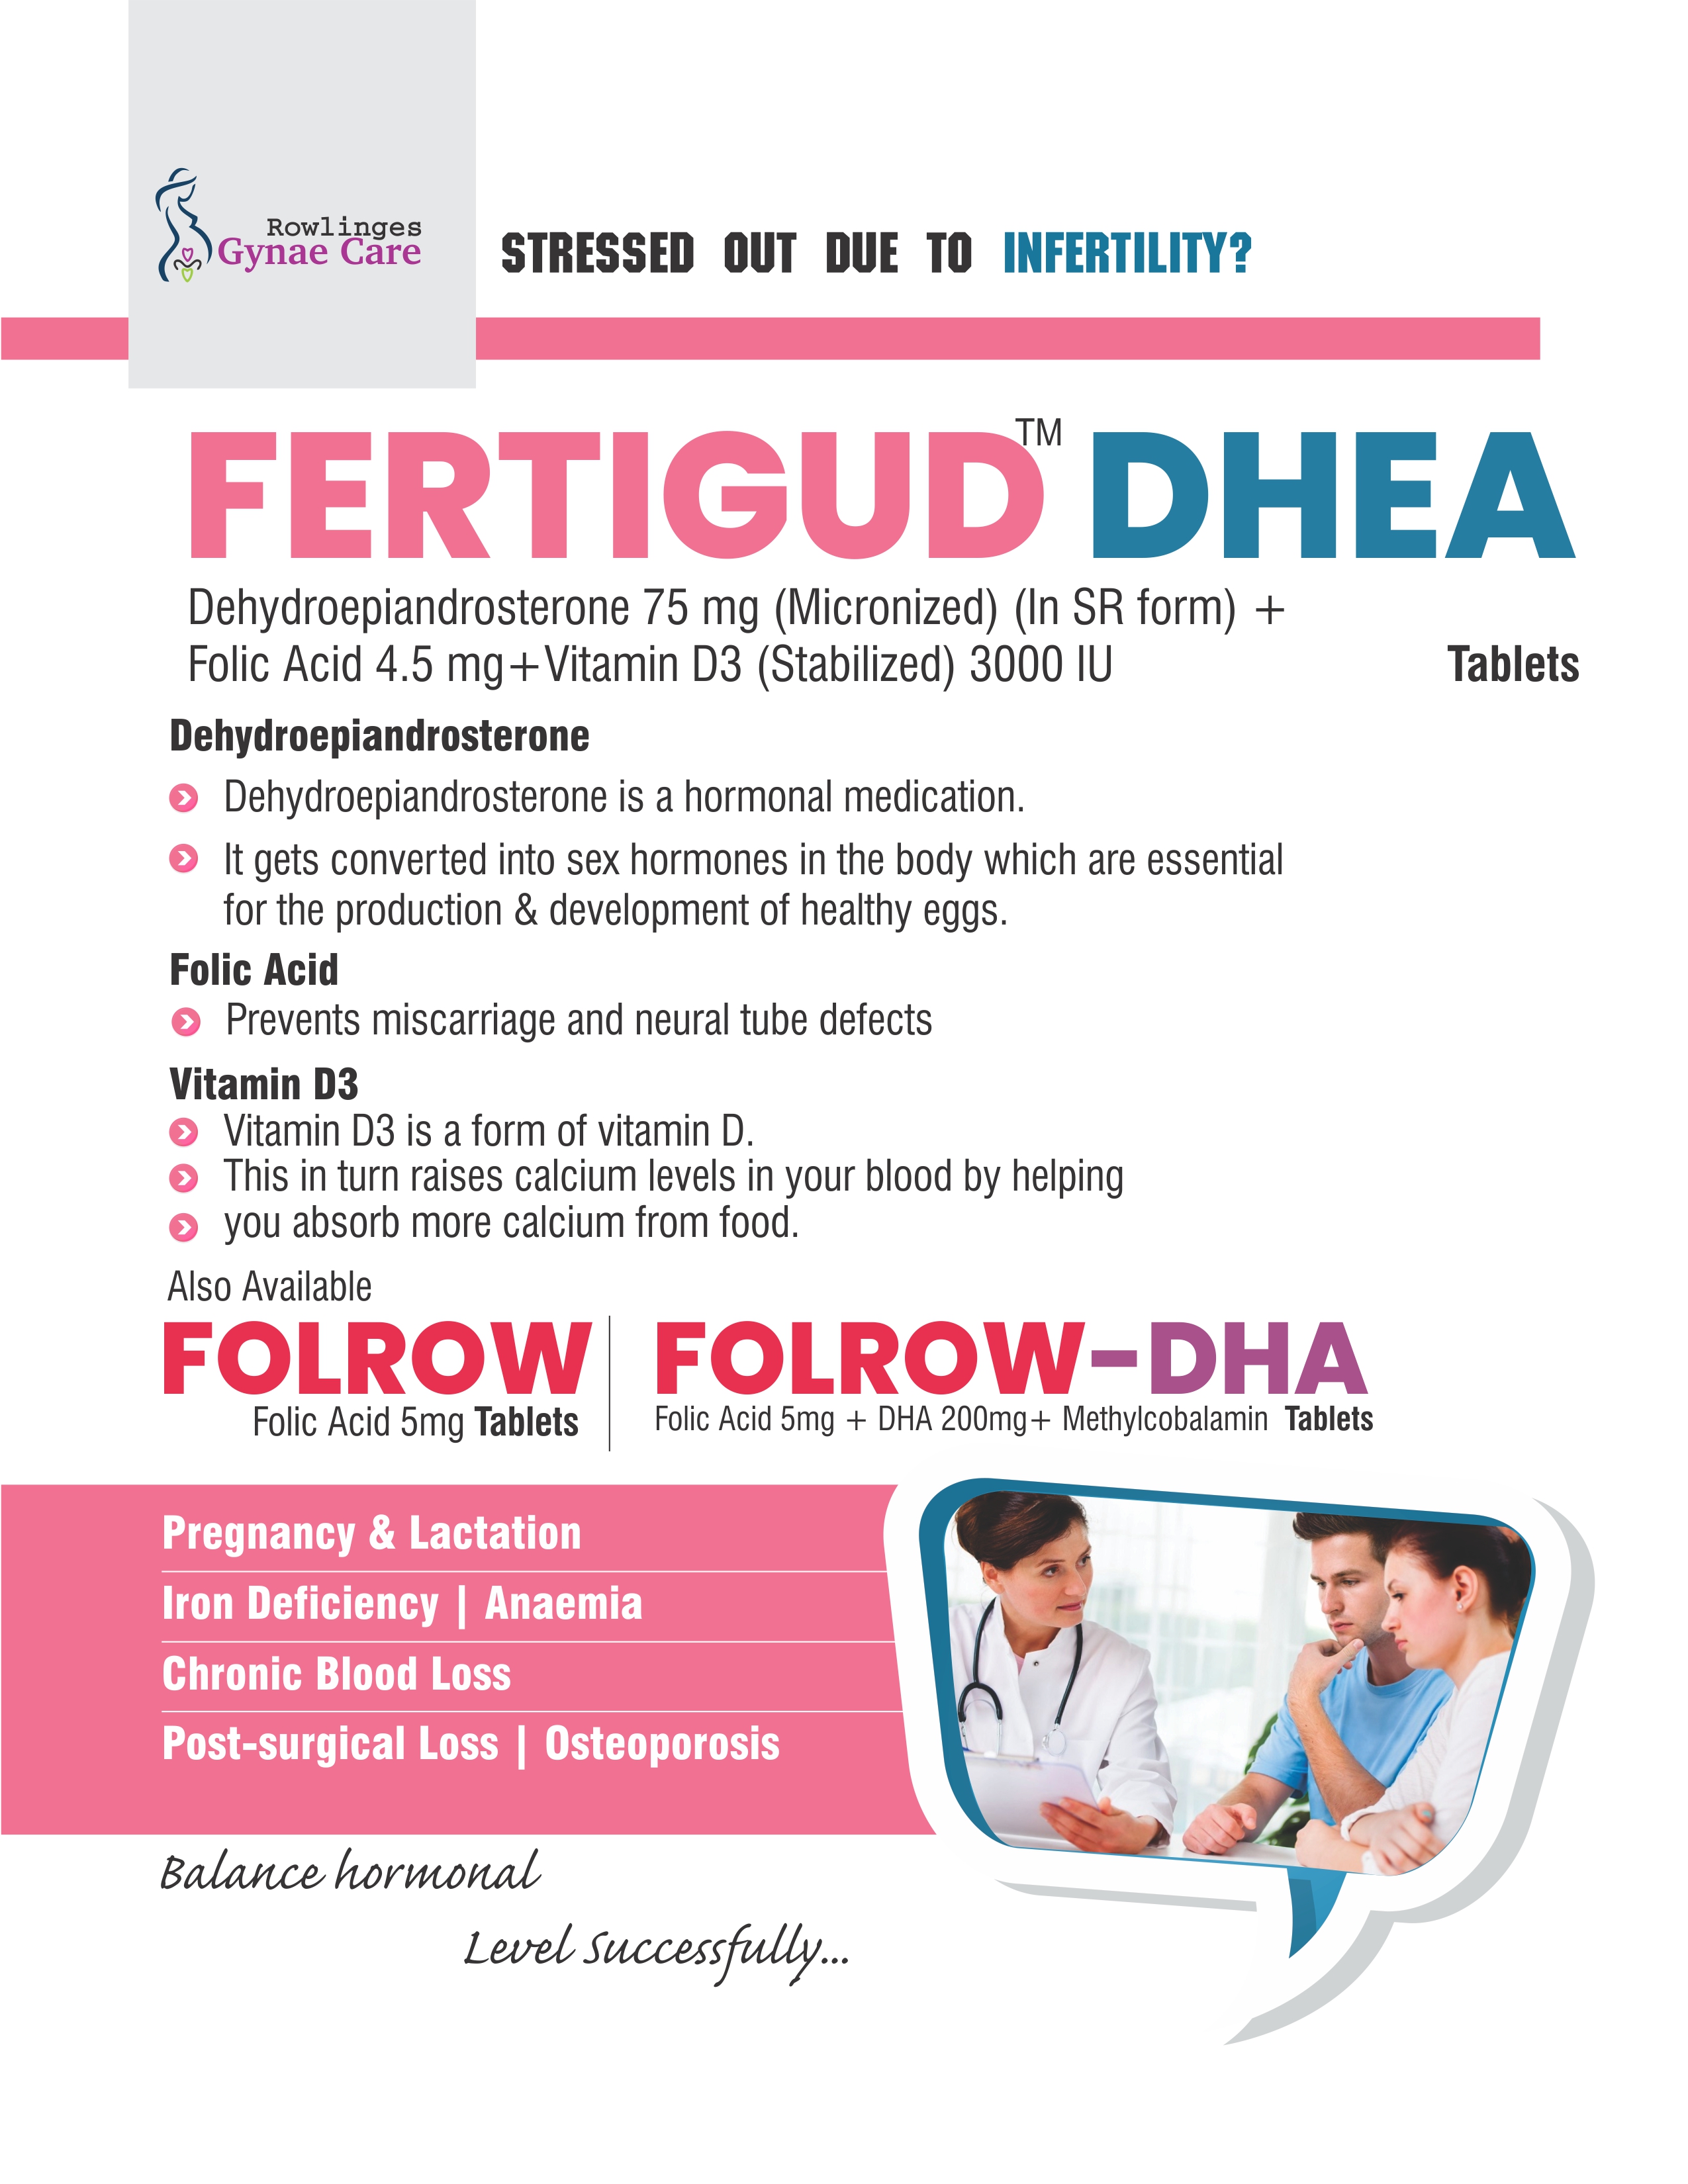 Rowlinges
Gynae Care
STRESSED OUT DUE TO INFERTILITY?
FERTIGUD™ DHEA
Dehydroepiandrosterone 75 mg (Micronized) (In SR form) +
Folic Acid 4.5 mg+Vitamin D3 (Stabilized) 3000 IU Tablets
Dehydroepiandrosterone
Dehydroepiandrosterone is a hormonal medication.
It gets converted into sex hormones in the body which are essential
for the production & development of healthy eggs.
Folic Acid
Prevents miscarriage and neural tube defects
Vitamin D3
Vitamin D3 is a form of vitamin D.
This in turn raises calcium levels in your blood by helping
you absorb more calcium from food.
Also Available
FOLROW
Folic Acid 5mg Tablets
FOLROW-DHA
Folic Acid 5mg + DHA 200mg+ Methylcobalamin Tablets
Pregnancy & Lactation
Iron Deficiency | Anaemia
Chronic Blood Loss
Post-surgical Loss | Osteoporosis
Balance hormonal
Level Successfully...